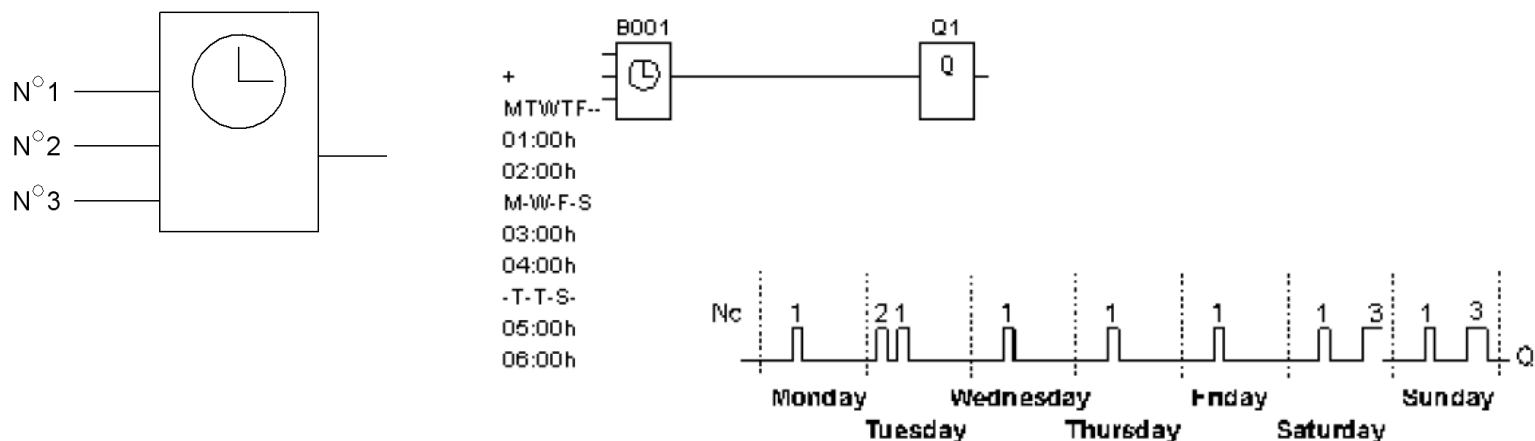 N°1
N°2
N°3
B001
Q1
Q
+
MTWTF--
01:00h
02:00h
M-W-F-S
03:00h
04:00h
-T-T-S-
05:00h
06:00h
No 1 2 1 1 1 1 1 3 1 3
Q
Monday Wednesday Friday Sunday
Tuesday Thursday Saturday